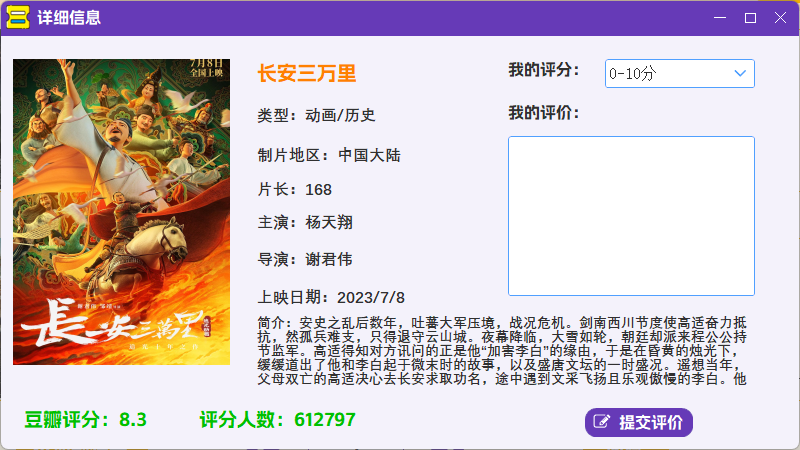 详细信息
7月8日
全国上映
長安三萬里
长安三万里
类型：动画/历史
制片地区：中国大陆
片长：168
主演：杨天翔
导演：谢君伟
上映日期：2023/7/8
我的评分：
0-10分
我的评价：
简介：安史之乱后数年，吐蕃大军压境，战况危机。剑南西川节度使高适奋力抵
抗，然孤兵难支，只得退守云山城。夜幕降临，大雪如轮，朝廷却派来程公公持
节监军。高适得知对方讯问的正是他“加害李白”的缘由，于是在昏黄的烛光下，
缓缓道出了他和李白起于微末时的故事，以及盛唐文坛的一时盛况。遥想当年，
父母双亡的高适决心去长安求取功名，途中遇到文采飞扬且乐观傲慢的李白。他
豆瓣评分：8.3
评分人数：612797
提交评价